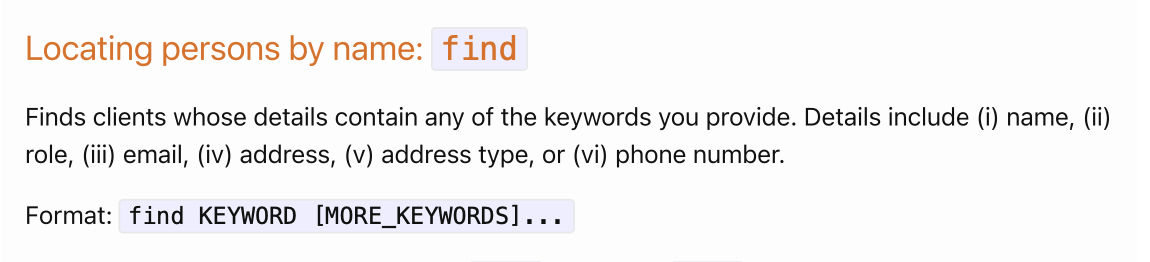 Locating persons by name: find
Finds clients whose details contain any of the keywords you provide. Details include (i) name, (ii)
role, (iii) email, (iv) address, (v) address type, or (vi) phone number.
Format: find KEYWORD [MORE_KEYWORDS]...